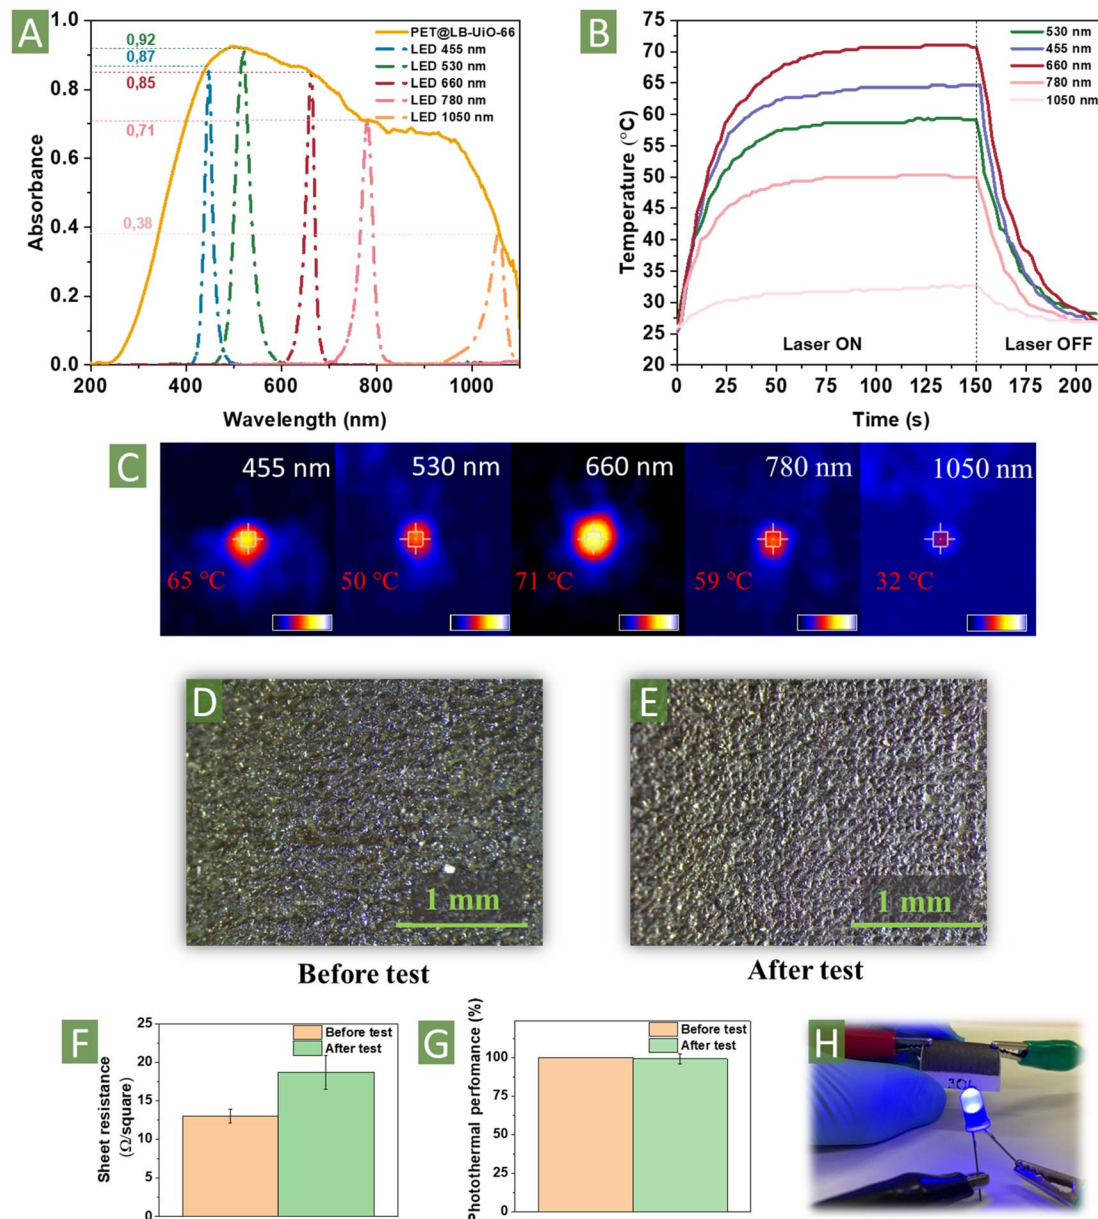 A
Absorbance
1.0
0.8
0.6
0.4
0.2
0.0
0,92
0,87
0,85
0,71
0,38
PET@LB-UiO-66
LED 455 nm
LED 530 nm
LED 660 nm
LED 780 nm
LED 1050 nm
200 400 600 800 1000
Wavelength (nm)
B
Temperature (°C)
75
70
65
60
55
50
45
40
35
30
25
20
530 nm
455 nm
660 nm
780 nm
1050 nm
Laser ON Laser OFF
0 25 50 75 100 125 150 175 200
Time (s)
C
455 nm 530 nm 660 nm 780 nm 1050 nm
65 °C 50 °C 71 °C 59 °C 32 °C
D
1 mm
Before test
E
1 mm
After test
F
Sheet resistance
(Ω/square)
25
20
15
10
5
0
Before test
After test
G
Photothermal perfomance (%)
100
75
50
25
0
Before test
After test
H